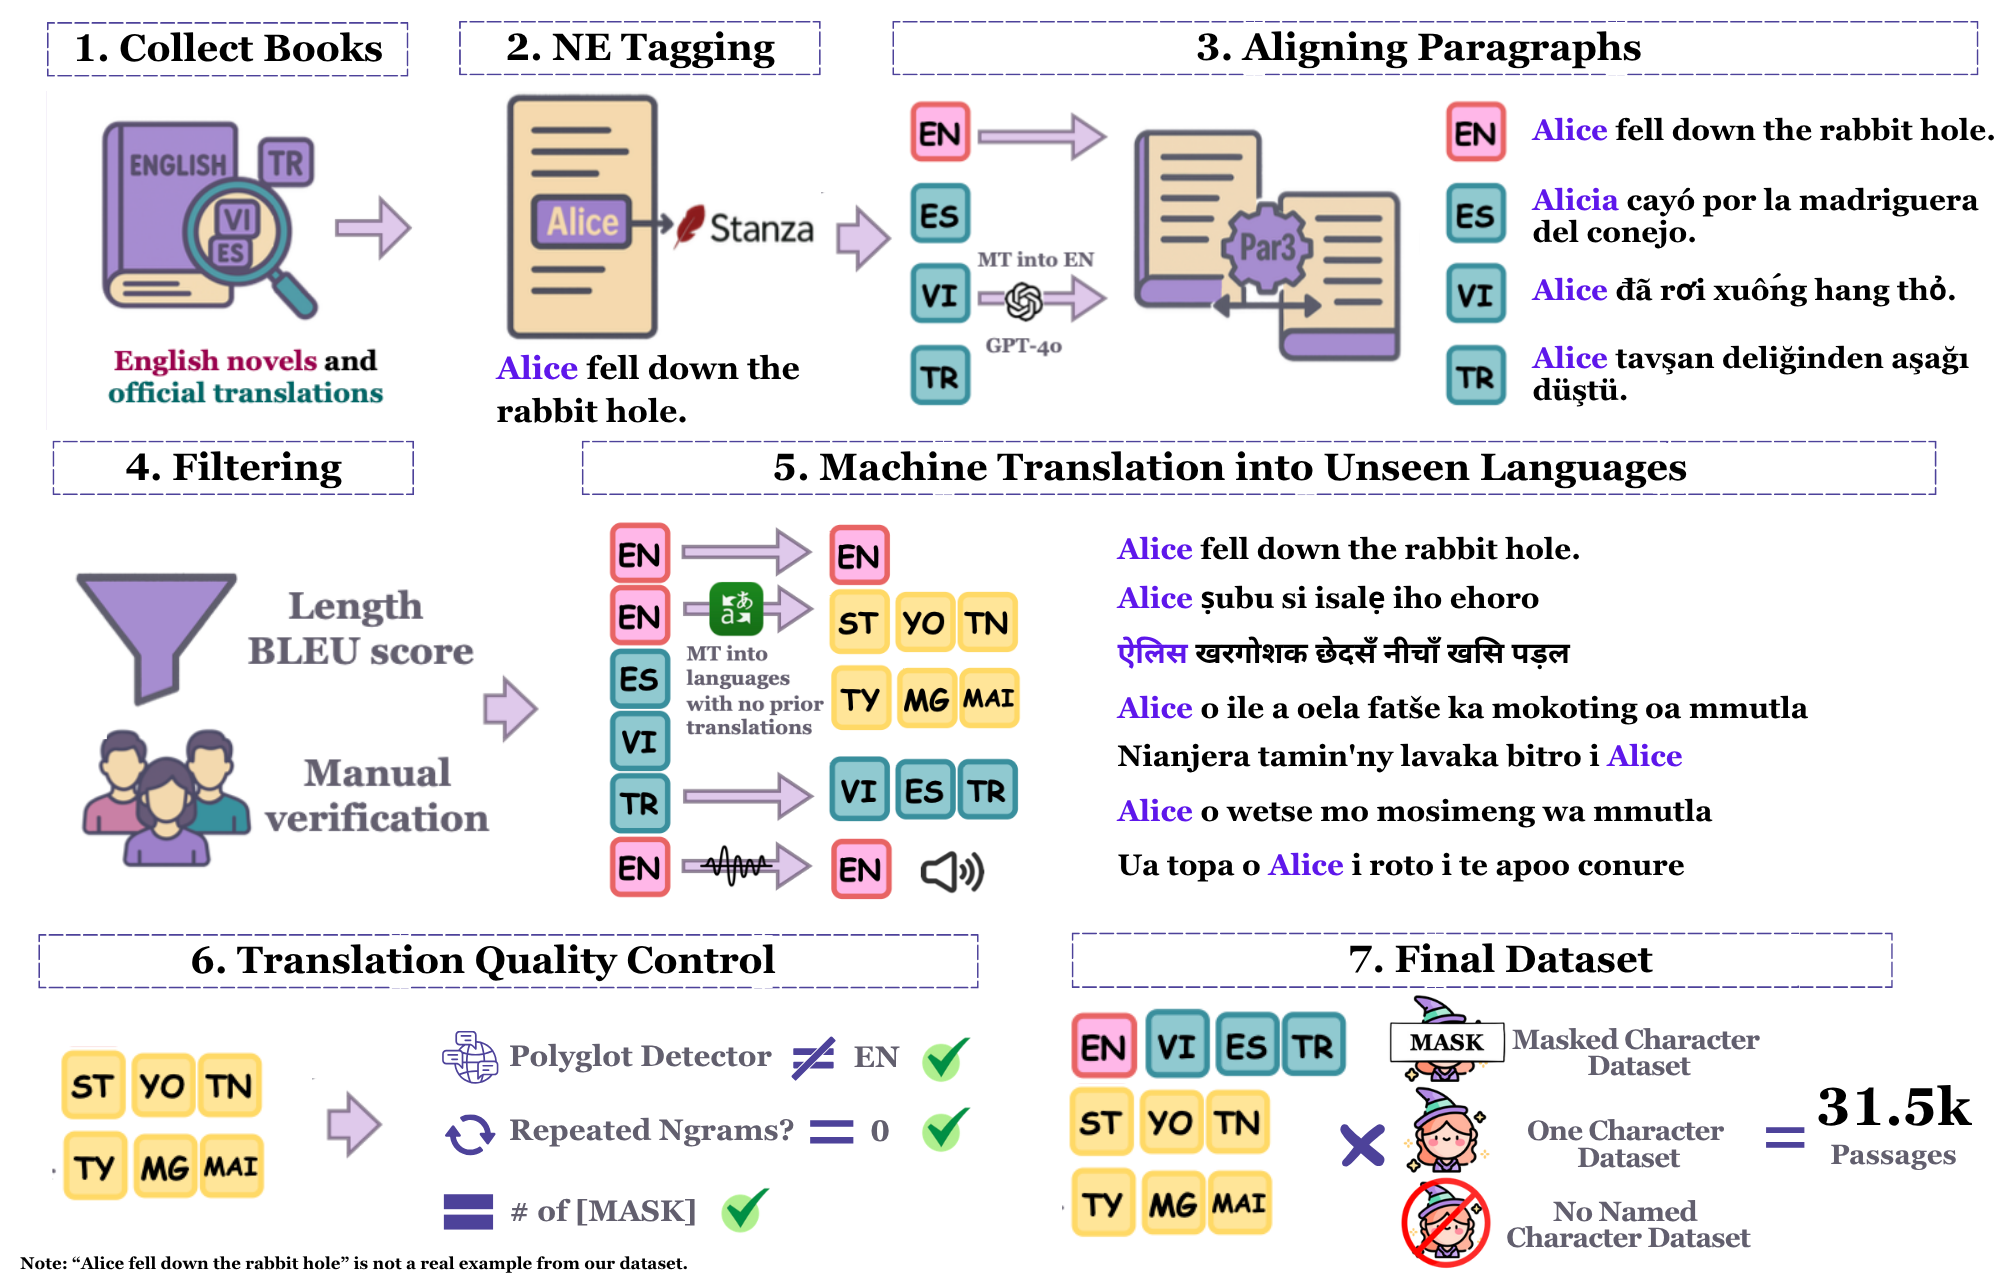 1. Collect Books
ENGLISH
TR
VI
ES
English novels and
official translations
2. NE Tagging
Alice
Stanza
Alice fell down the
rabbit hole.
3. Aligning Paragraphs
EN
ES
VI
TR
MT into EN
GPT-4o
Par3
EN
Alice fell down the rabbit hole.
ES
Alicia cayó por la madriguera
del conejo.
VI
Alice đã rơi xuống hang thỏ.
TR
Alice tavşan deliğinden aşağı
düştü.
4. Filtering
Length
BLEU score
Manual
verification
5. Machine Translation into Unseen Languages
EN
EN
EN
あ
a
ST YO TN
MT into
languages
with no prior
translations
ES
TY MG MAI
VI
TR
VI ES TR
EN
EN
Alice fell down the rabbit hole.
Alice ṣubu si isalẹ iho ehoro
ऐलिस खरगोशक छेदसँ नीचाँ खसि पड़ल
Alice o ile a oela fatše ka mokoting oa mmutla
Nianjera tamin'ny lavaka bitro i Alice
Alice o wetse mo mosimeng wa mmutla
Ua topa o Alice i roto i te apoo conure
6. Translation Quality Control
ST YO TN
TY MG MAI
Polyglot Detector ≠ EN
Repeated Ngrams? = 0
= # of [MASK]
7. Final Dataset
EN VI ES TR
ST YO TN
TY MG MAI
×
MASK
Masked Character
Dataset
One Character
Dataset
No Named
Character Dataset
=
31.5k
Passages
Note: “Alice fell down the rabbit hole” is not a real example from our dataset.